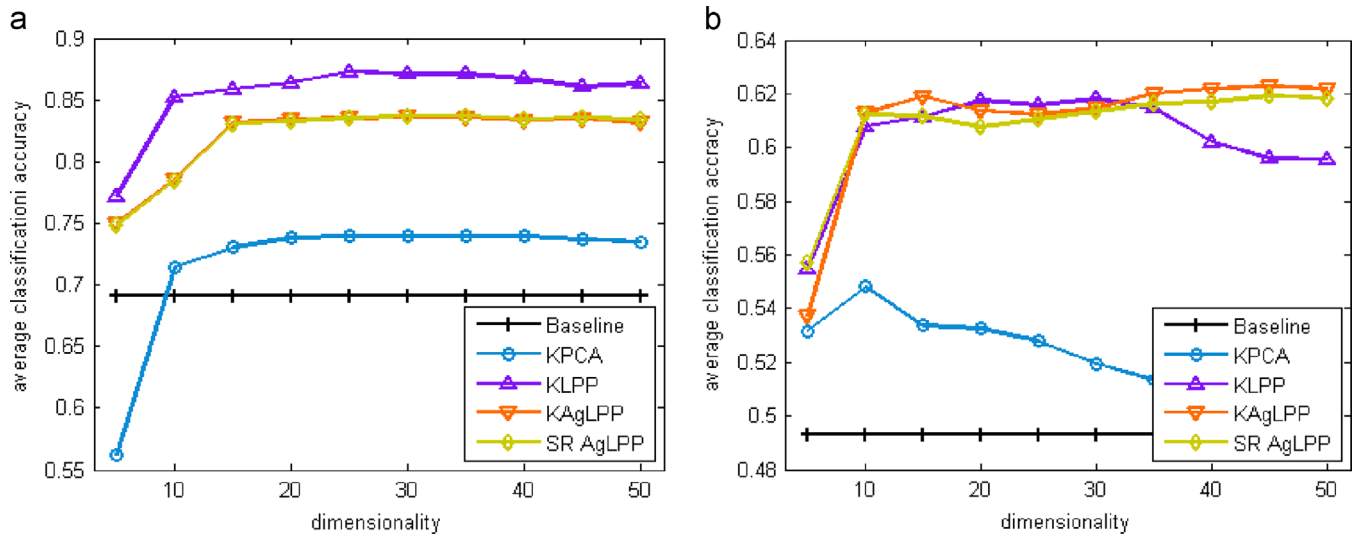 a
0.9
0.85
0.8
0.75
0.7
0.65
0.6
0.55
average classificationi accuracy
10
20
30
40
50
dimensionality
Baseline
KPCA
KLPP
KAgLPP
SR AgLPP
b
0.64
0.62
0.6
0.58
0.56
0.54
0.52
0.5
0.48
average classification accracy
10
20
30
40
50
dimensionality
Baseline
KPCA
KLPP
KAgLPP
SR AgLPP